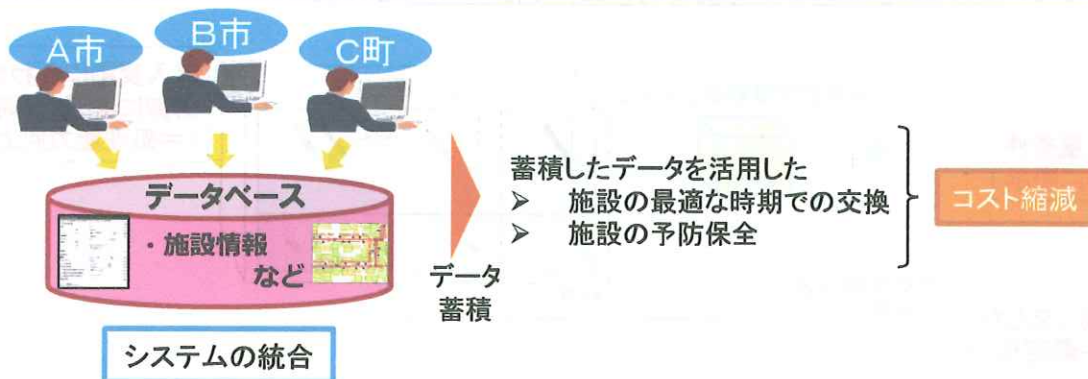 A市
B市
C町
データベース
・施設情報
など
システムの統合
データ
蓄積
蓄積したデータを活用した
➢ 施設の最適な時期での交換
➢ 施設の予防保全
コスト縮減